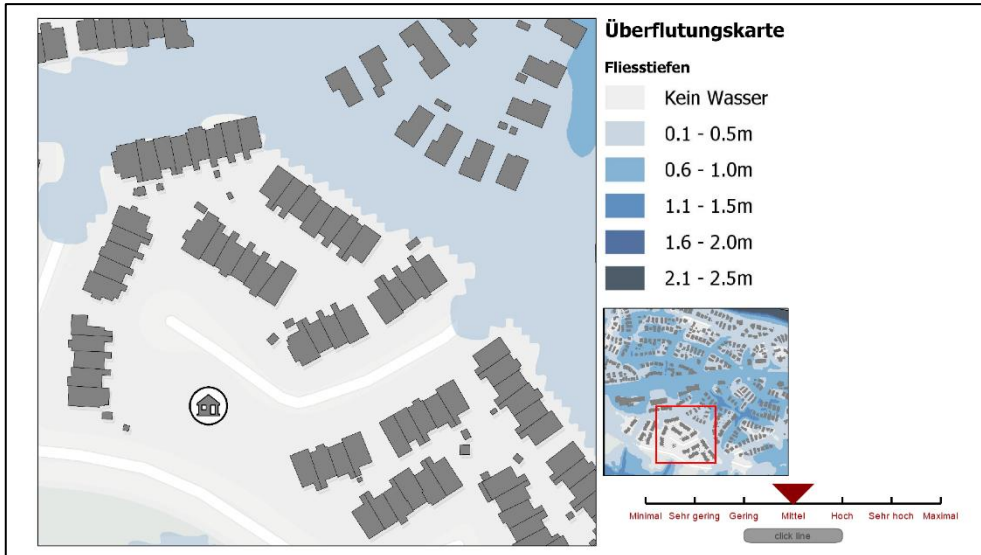 Überflutungskarte
Fliesstiefen
Kein Wasser
0.1 - 0.5m
0.6 - 1.0m
1.1 - 1.5m
1.6 - 2.0m
2.1 - 2.5m
Minimal Sehr gering Gering Mittel Hoch Sehr hoch Maximal
click line